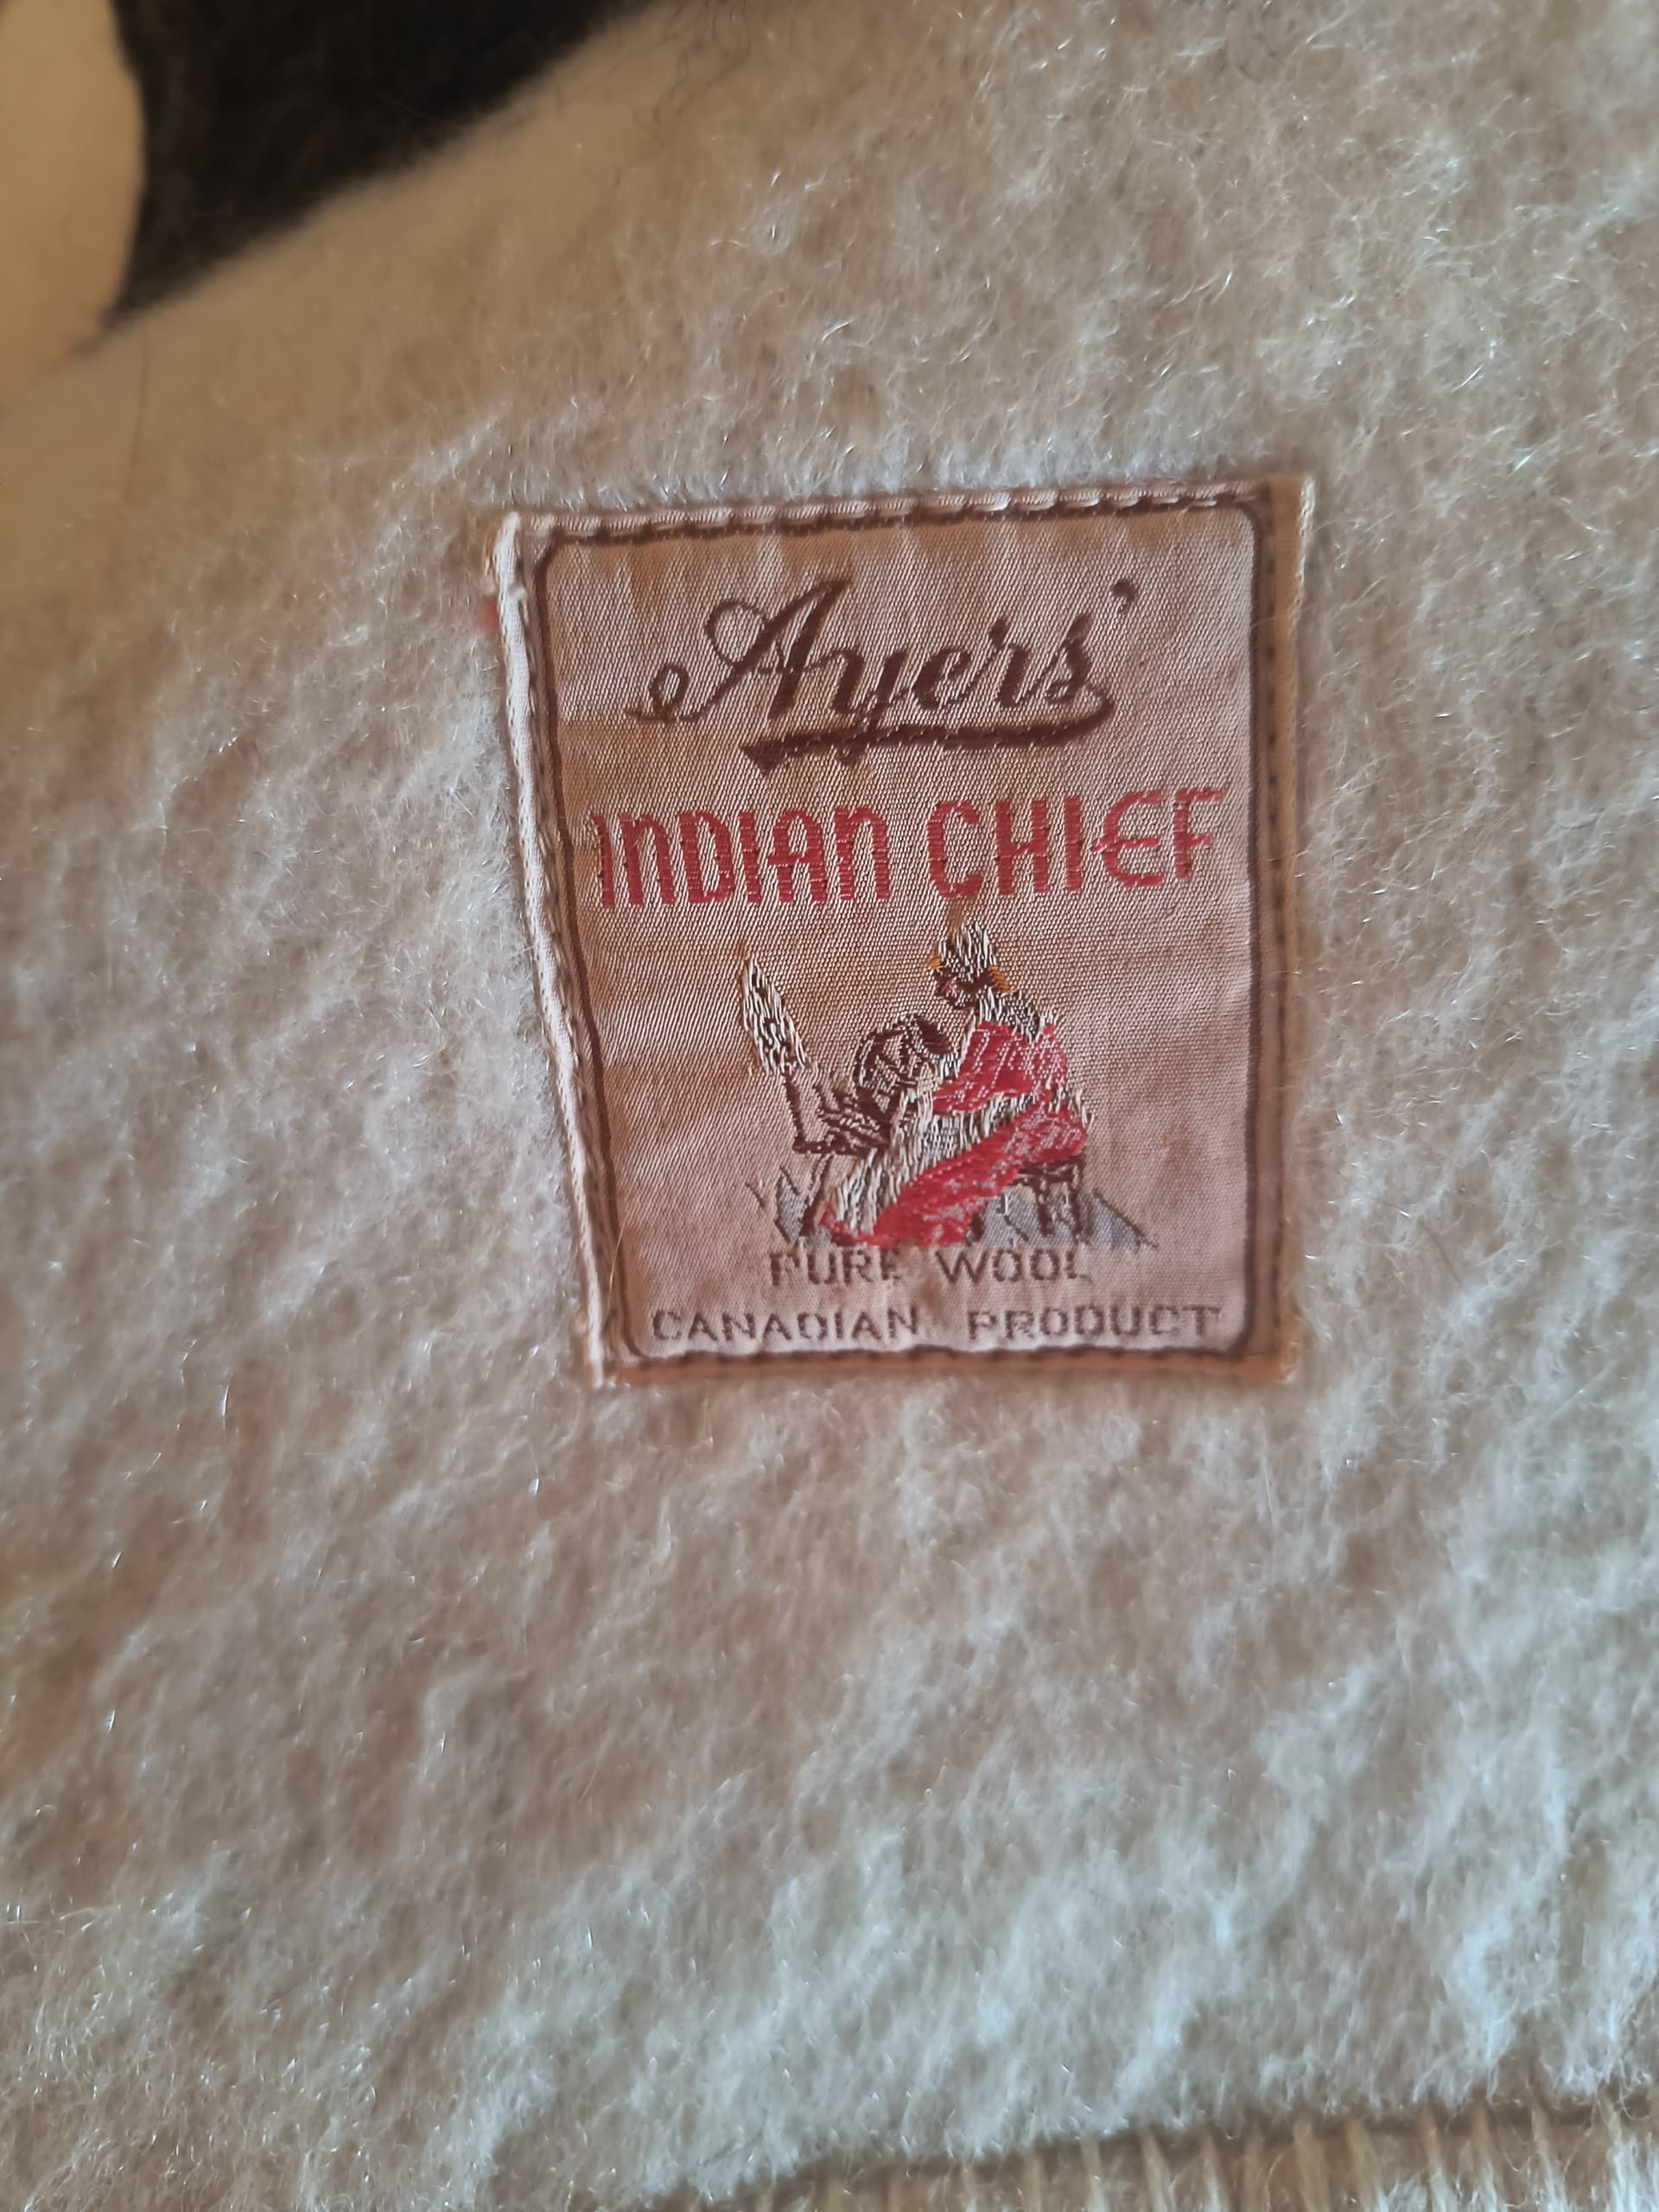 Ayers'
INDIAN CHIEF
PURE WOOL
CANADIAN PRODUCT